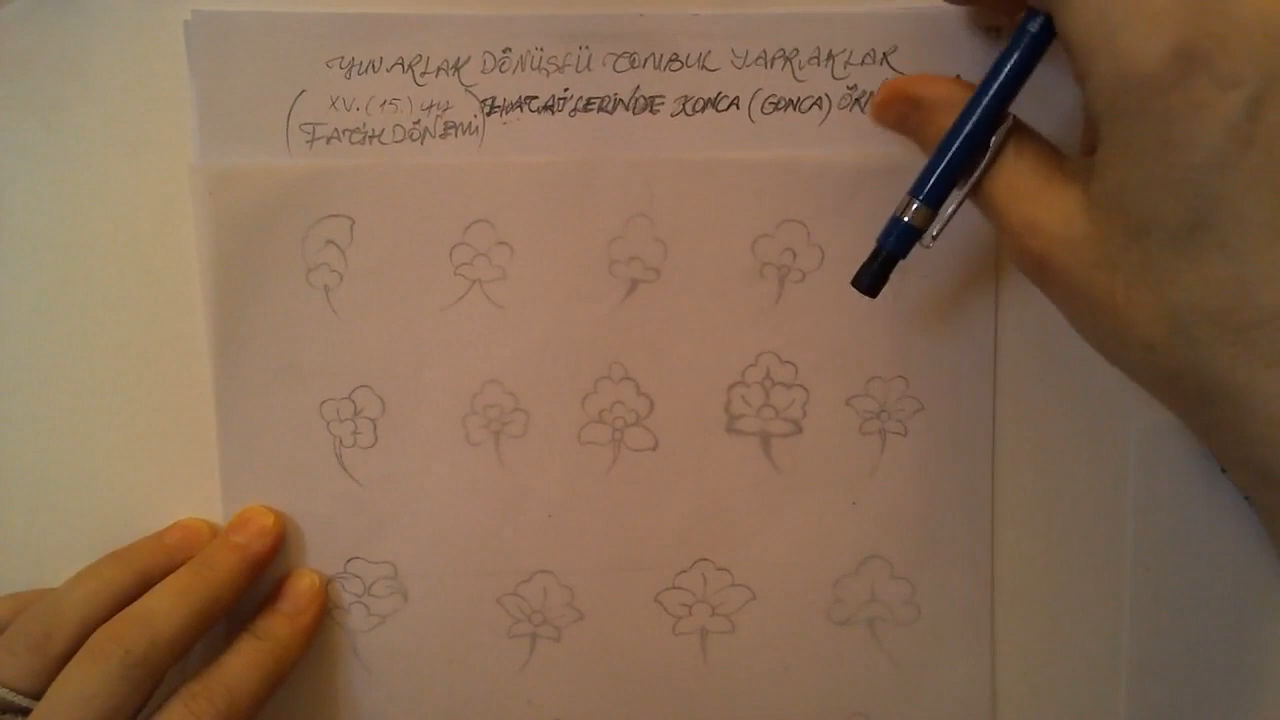 YUVARLAK DÖNÜŞLÜ TOMBUL YAPRAKLAR
(XV. (15.) yy HATAİLERİNDE KONCA (GONCA) ÖR
FATİH DÖNEMİ)